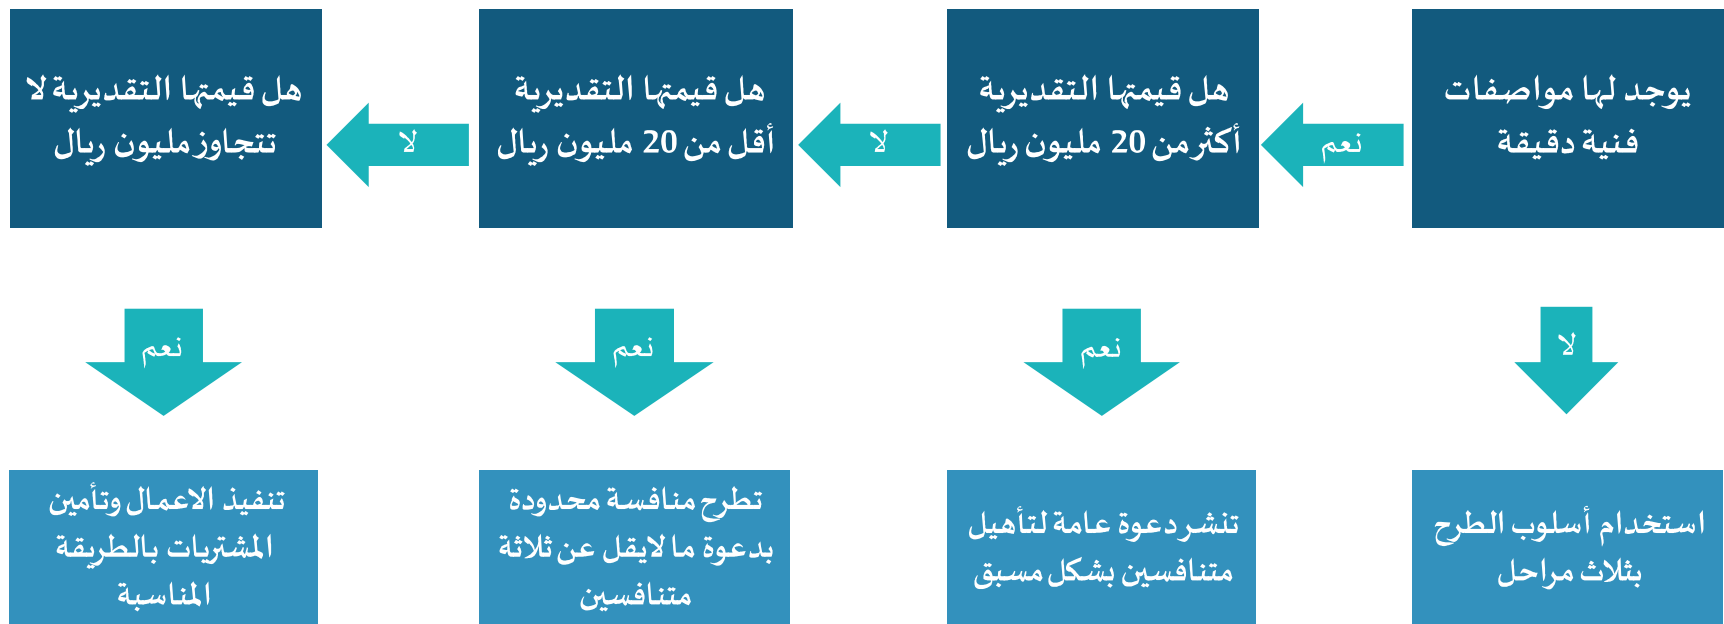 يوجد لها مواصفات
فنية دقيقة
نعم
هل قيمتها التقديرية
أكثر من 20 مليون ريال
لا
هل قيمتها التقديرية
أقل من 20 مليون ريال
لا
هل قيمتها التقديرية لا
تتجاوز مليون ريال
لا
نعم
نعم
نعم
استخدام أسلوب الطرح
بثلاث مراحل
تنشر دعوة عامة لتأهيل
متنافسين بشكل مسبق
تطرح منافسة محدودة
بدعوة ما لايقل عن ثلاثة
متنافسين
تنفيذ الاعمال وتأمين
المشتريات بالطريقة
المناسبة